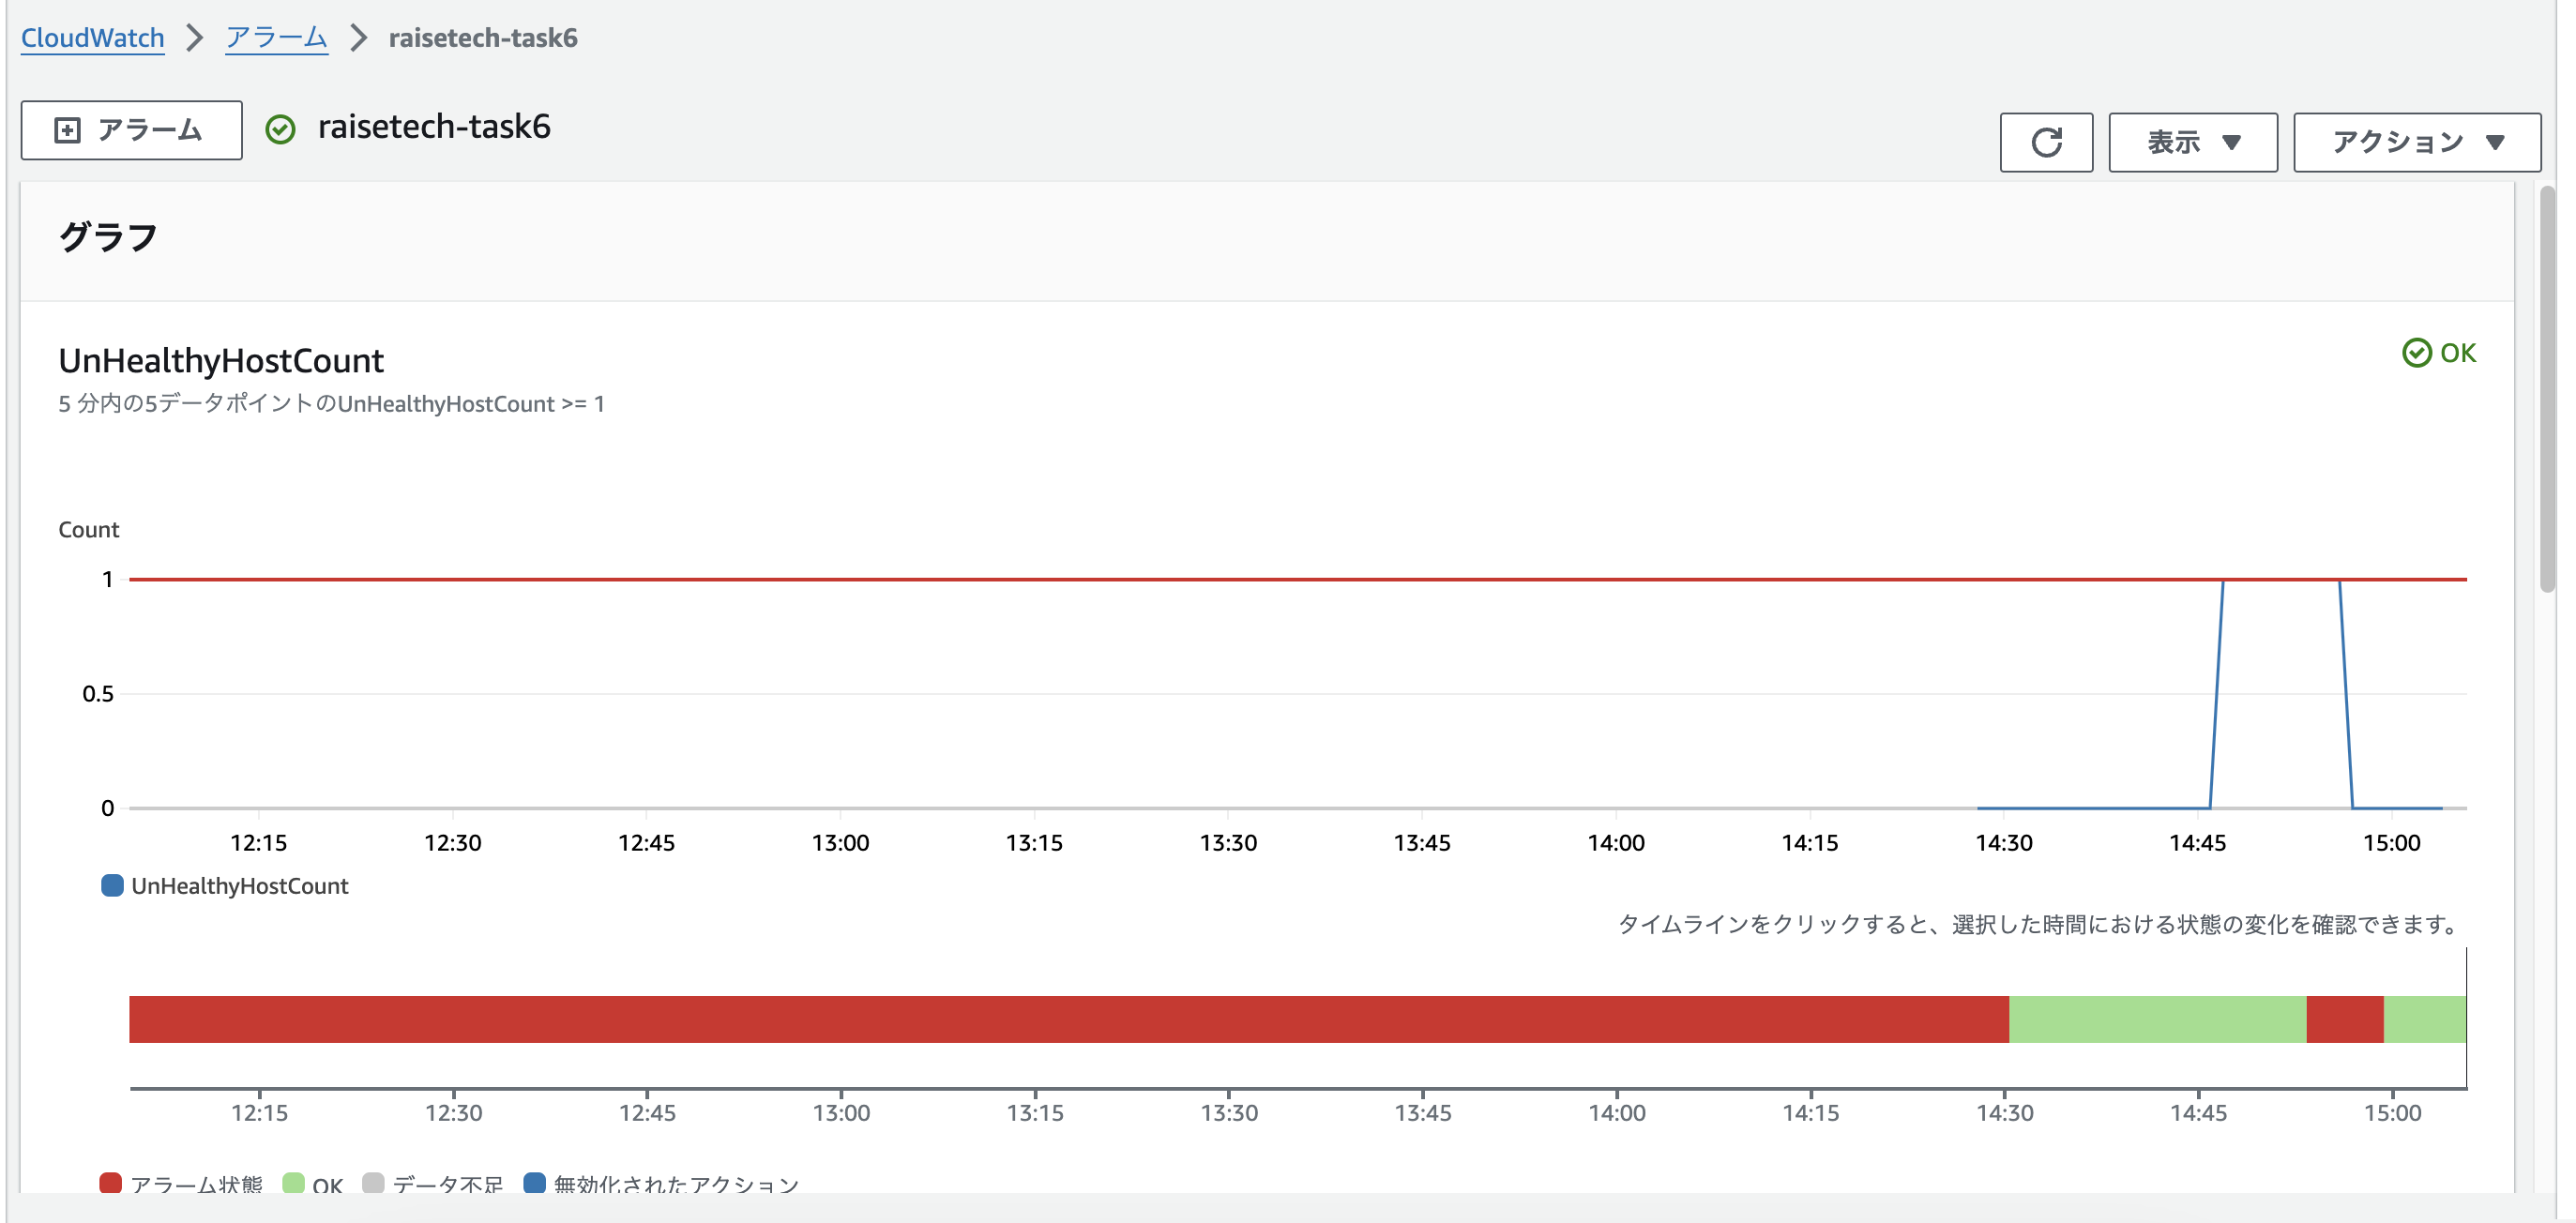 CloudWatch > アラーム > raisetech-task6
アラーム raisetech-task6 表示 ▼ アクション ▼
グラフ
UnHealthyHostCount OK
5 分内の5データポイントのUnHealthyHostCount >= 1
Count
1
0.5
0
12:15 12:30 12:45 13:00 13:15 13:30 13:45 14:00 14:15 14:30 14:45 15:00
UnHealthyHostCount
タイムラインをクリックすると、選択した時間における状態の変化を確認できます。
12:15 12:30 12:45 13:00 13:15 13:30 13:45 14:00 14:15 14:30 14:45 15:00
アラーム状態 OK データ不足 無効化されたアクション